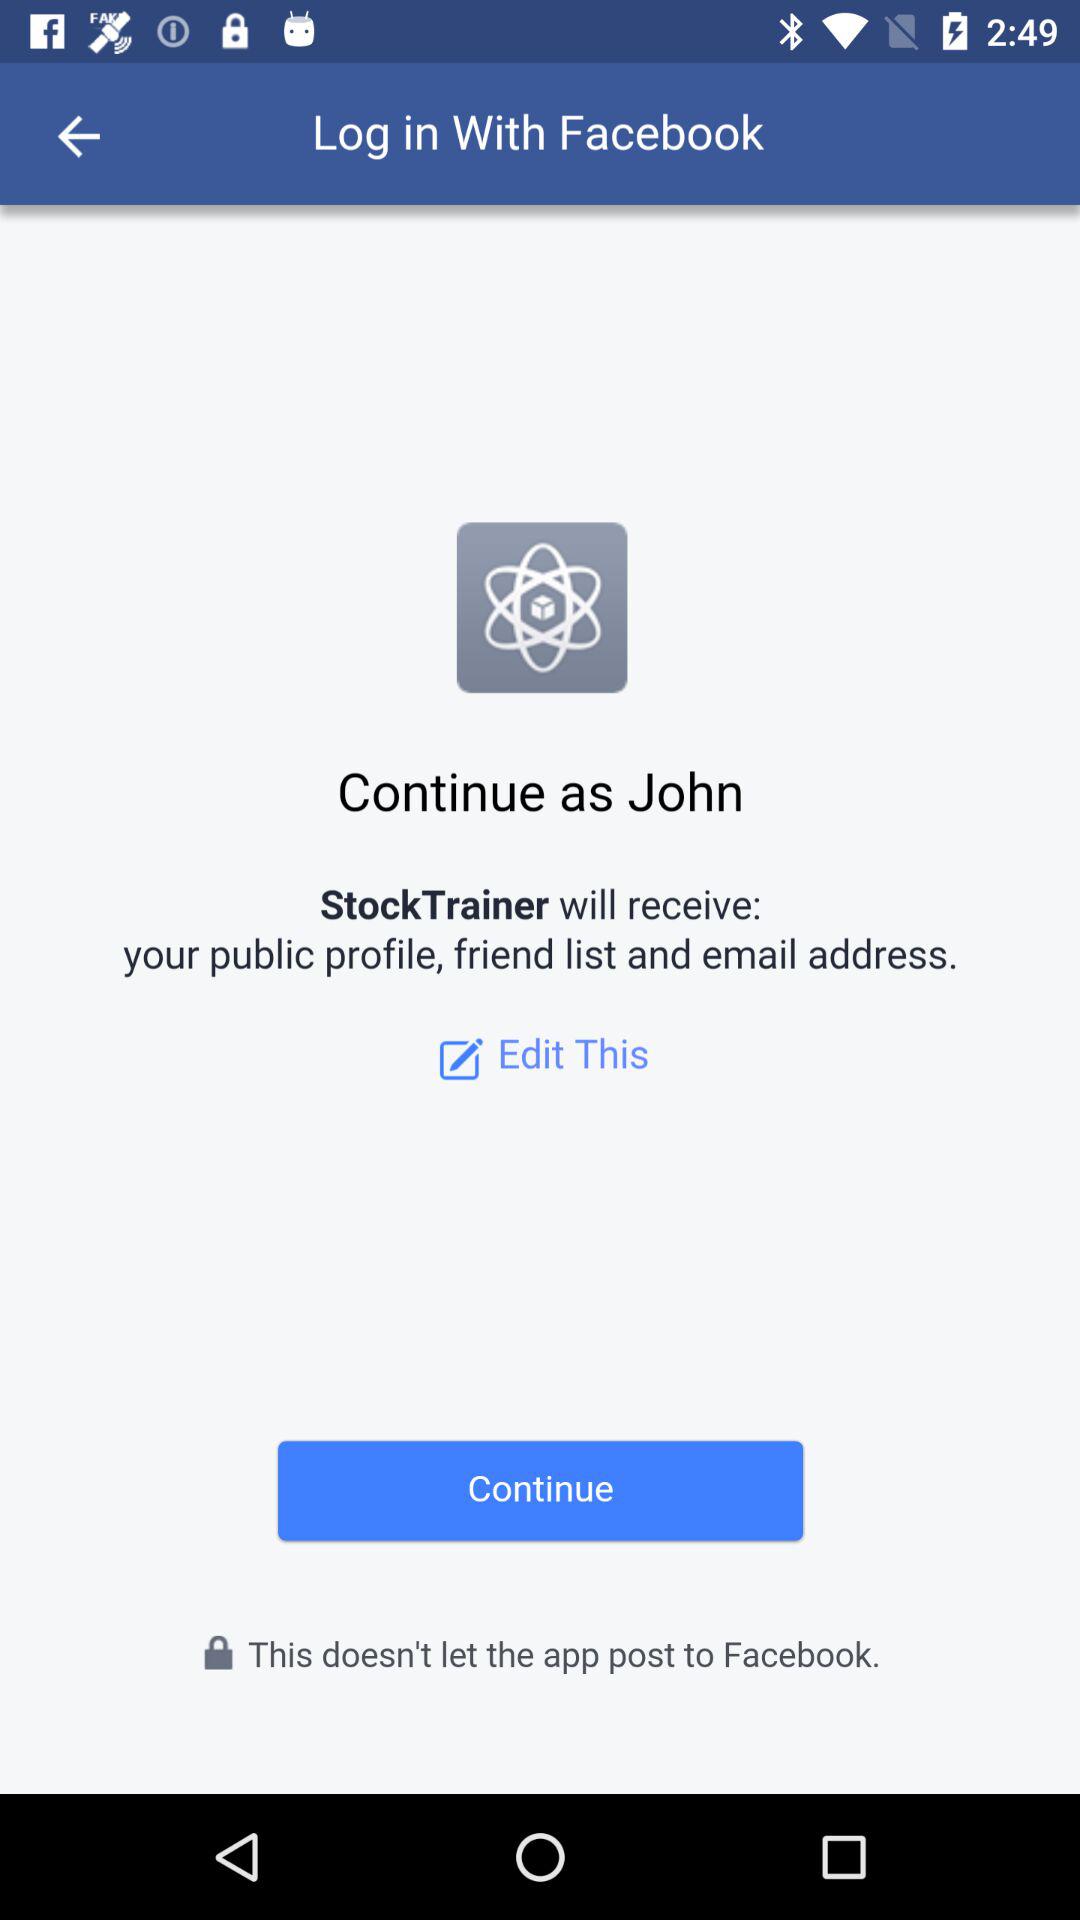 FAK
2:49
Log in With Facebook
Continue as John
StockTrainer will receive:
your public profile, friend list and email address.
Edit This
Continue
This doesn't let the app post to Facebook.